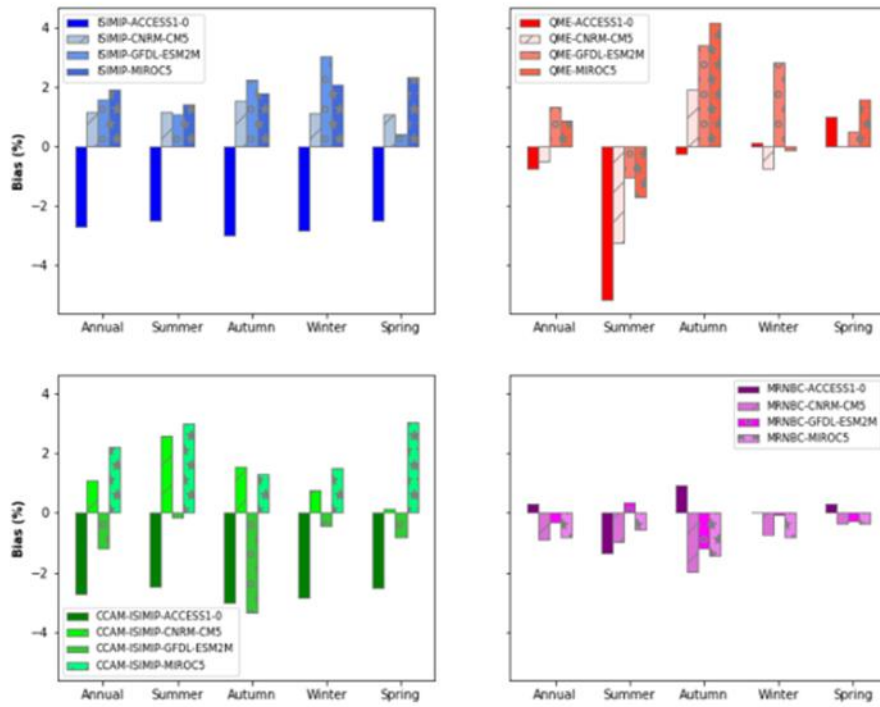 ISIMIP-ACCESS1-0
ISIMIP-CNRM-CM5
ISIMIP-GFDL-ESM2M
ISIMIP-MIROC5
4
2
0
−2
−4
Bias (%)
Annual Summer Autumn Winter Spring
QME-ACCESS1-0
QME-CNRM-CM5
QME-GFDL-ESM2M
QME-MIROC5
Annual Summer Autumn Winter Spring
4
2
0
−2
−4
Bias (%)
CCAM-ISIMIP-ACCESS1-0
CCAM-ISIMIP-CNRM-CM5
CCAM-ISIMIP-GFDL-ESM2M
CCAM-ISIMIP-MIROC5
Annual Summer Autumn Winter Spring
MRNBC-ACCESS1-0
MRNBC-CNRM-CM5
MRNBC-GFDL-ESM2M
MRNBC-MIROC5
Annual Summer Autumn Winter Spring